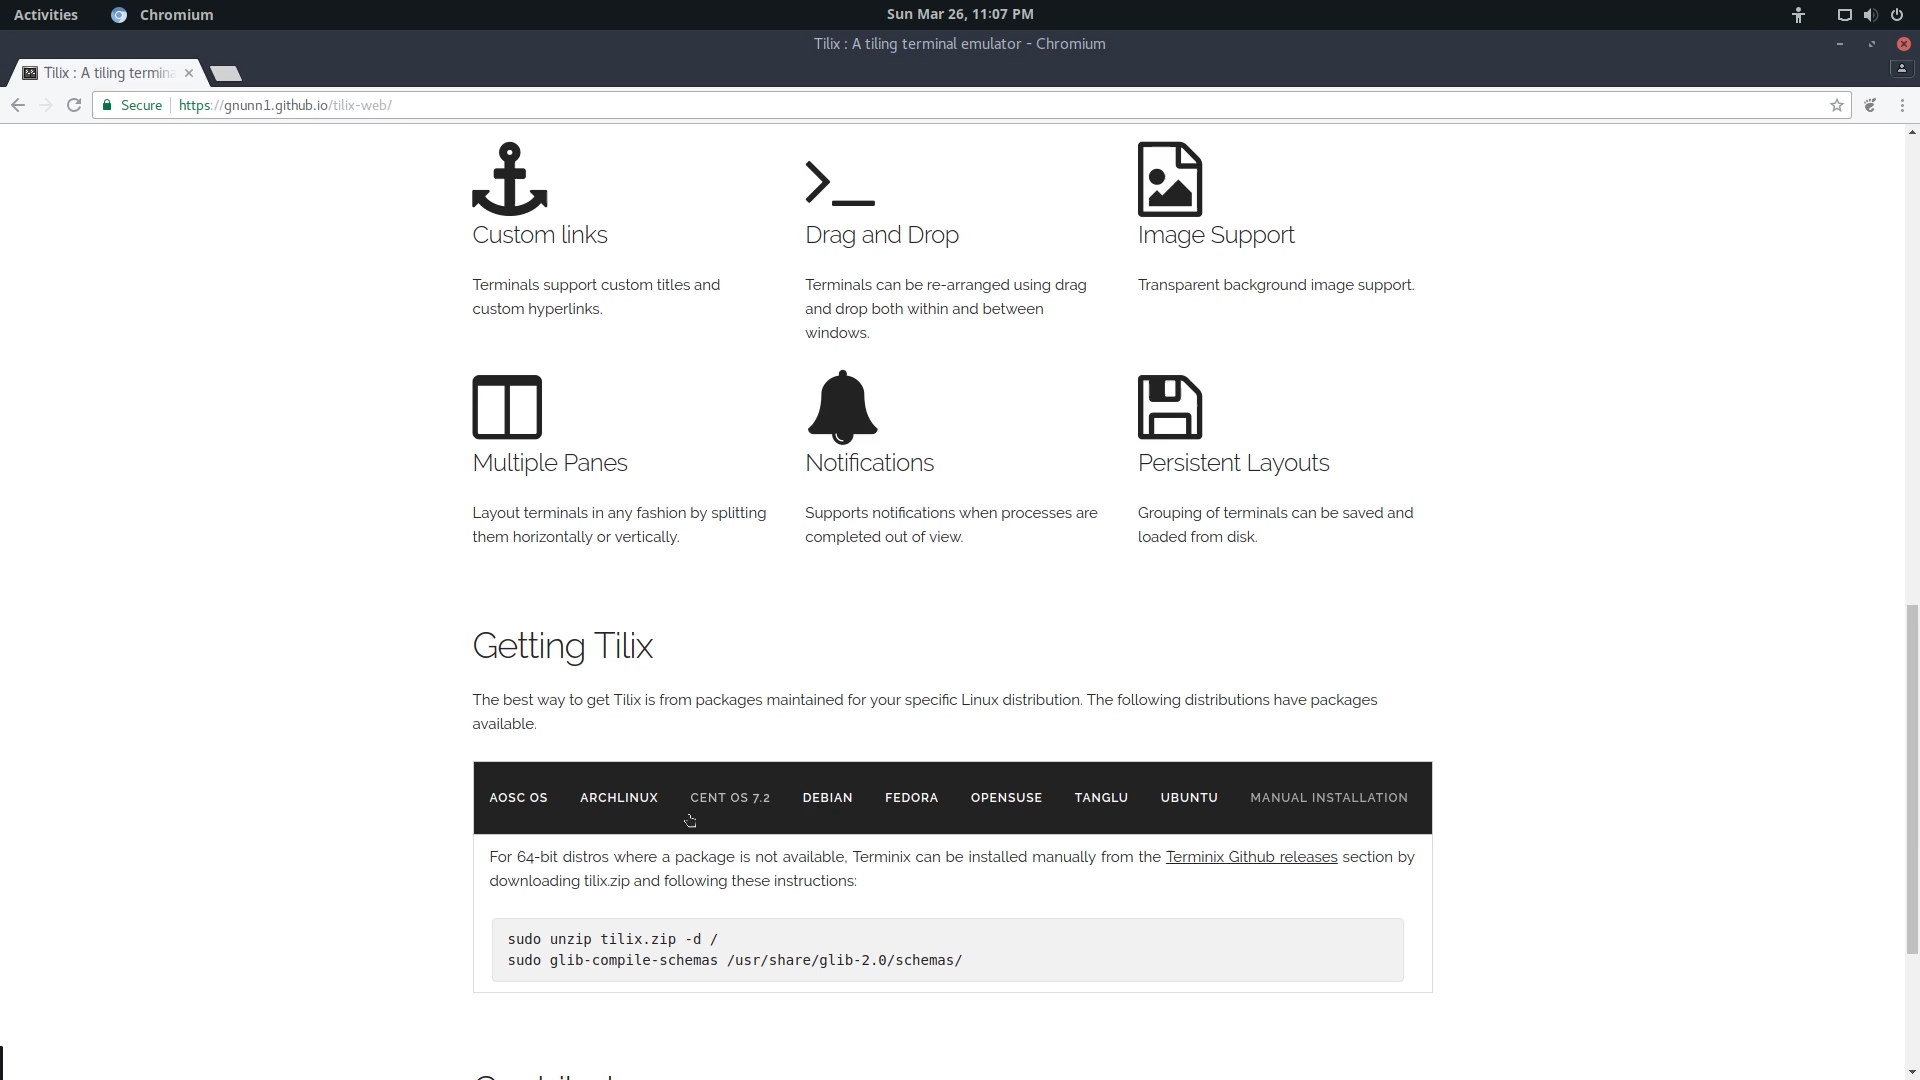 Activities
Chromium
Sun Mar 26, 11:07 PM
Tilix : A tiling terminal emulator - Chromium
Tilix : A tiling termina
Secure
https://gnunn1.github.io/tilix-web/
Custom links
Drag and Drop
Image Support
Terminals support custom titles and
custom hyperlinks.
Terminals can be re-arranged using drag
and drop both within and between
windows.
Transparent background image support.
Multiple Panes
Notifications
Persistent Layouts
Layout terminals in any fashion by splitting
them horizontally or vertically.
Supports notifications when processes are
completed out of view.
Grouping of terminals can be saved and
loaded from disk.
Getting Tilix
The best way to get Tilix is from packages maintained for your specific Linux distribution. The following distributions have packages
available.
AOSC OS ARCHLINUX CENT OS 7.2 DEBIAN FEDORA OPENSUSE TANGLU UBUNTU MANUAL INSTALLATION
For 64-bit distros where a package is not available, Terminix can be installed manually from the Terminix Github releases section by
downloading tilix.zip and following these instructions:
sudo unzip tilix.zip -d /
sudo glib-compile-schemas /usr/share/glib-2.0/schemas/